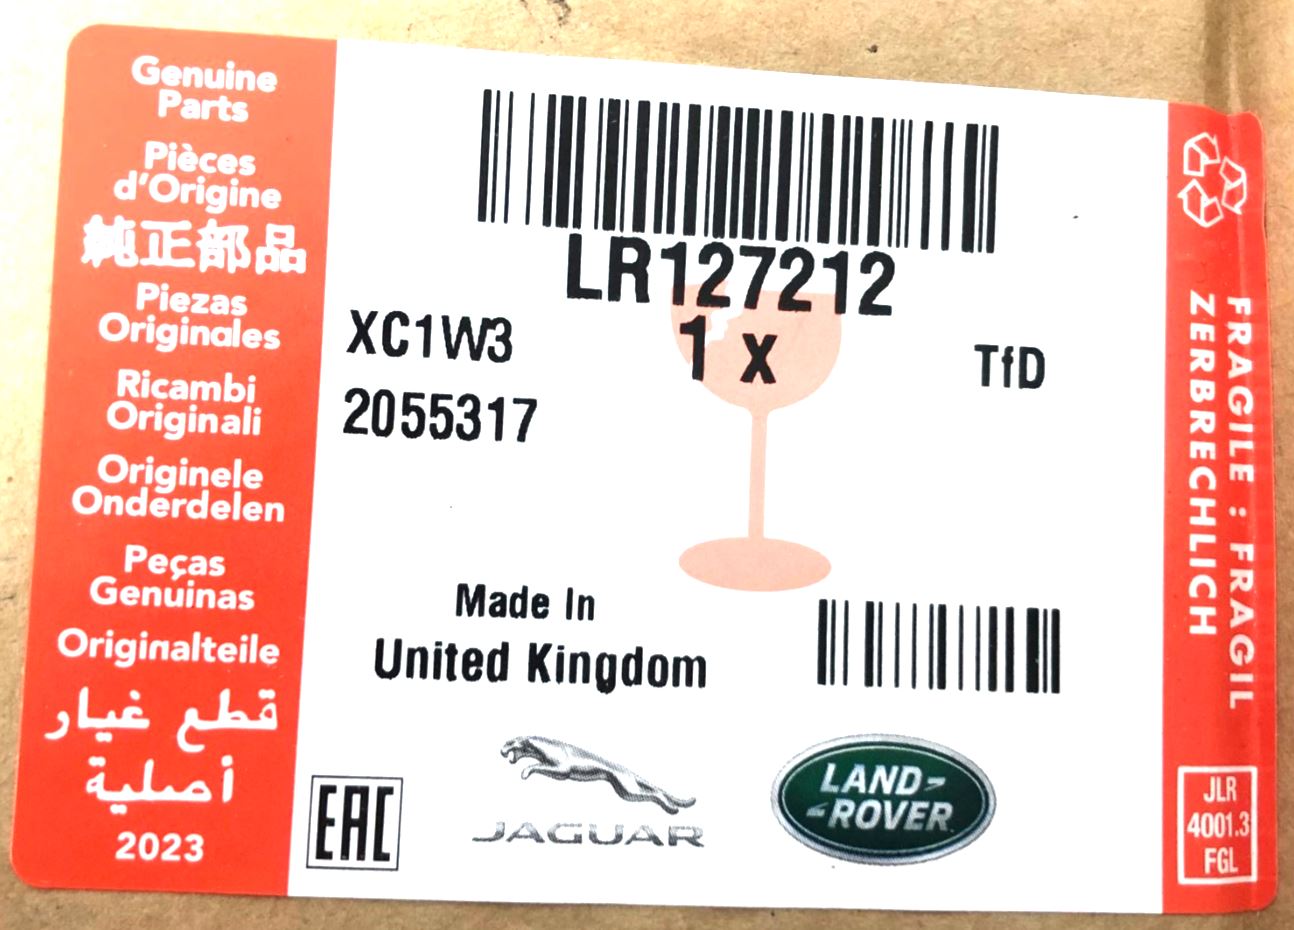 Genuine
Parts
Pièces
d'Origine
純正部品
Piezas
Originales
Ricambi
Originali
Originele
Onderdelen
Peças
Genuinas
Originalteile
قطع غيار
أصلية
2023
LR127212
XC1W3
1 x
TfD
2055317
Made In
United Kingdom
EAC
JAGUAR
LAND-
-ROVER
FRAGILE : FRAGIL
ZERBRECHLICH
JLR
4001.3
FGL